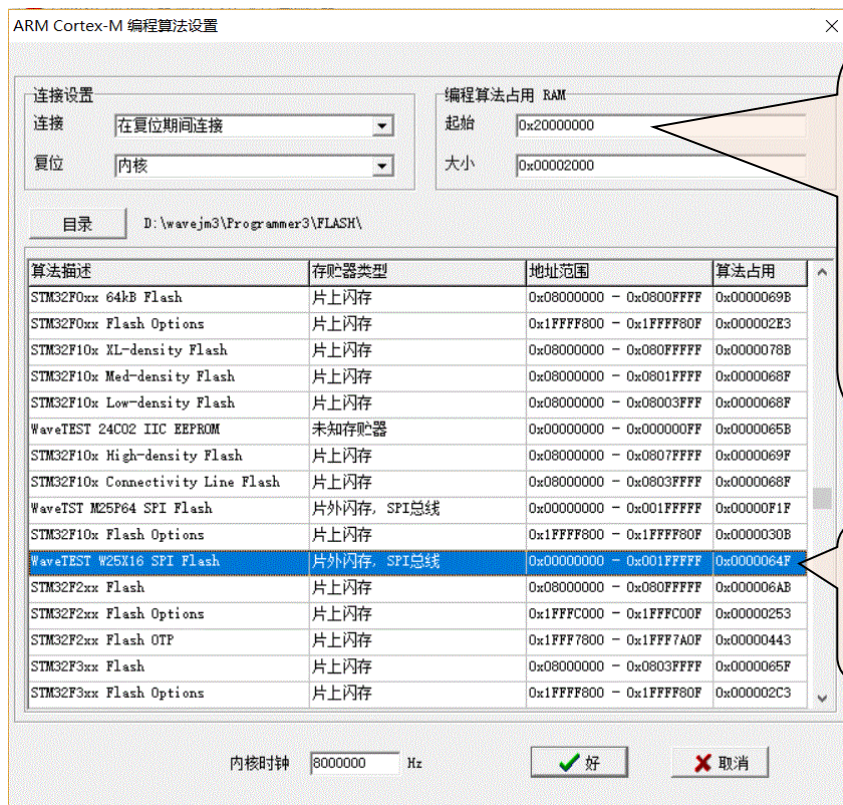 ARM Cortex-M 编程算法设置
连接设置
连接 在复位期间连接
复位 内核
编程算法占用 RAM
起始 0x20000000
大小 0x00002000
目录 D:\wavejm3\Programmer3\FLASH\
算法描述 存贮器类型 地址范围 算法占用
STM32F0xx 64kB Flash 片上闪存 0x08000000 - 0x0800FFFF 0x0000069B
STM32F0xx Flash Options 片上闪存 0x1FFFF800 - 0x1FFFF80F 0x000002E3
STM32F10x XL-density Flash 片上闪存 0x08000000 - 0x080FFFFF 0x0000078B
STM32F10x Med-density Flash 片上闪存 0x08000000 - 0x0801FFFF 0x0000068F
STM32F10x Low-density Flash 片上闪存 0x08000000 - 0x08003FFF 0x0000068F
WaveTEST 24C02 IIC EEPROM 未知存贮器 0x00000000 - 0x000000FF 0x0000065B
STM32F10x High-density Flash 片上闪存 0x08000000 - 0x0807FFFF 0x0000069F
STM32F10x Connectivity Line Flash 片上闪存 0x08000000 - 0x0803FFFF 0x0000068F
WaveTST M25P64 SPI Flash 片外闪存, SPI总线 0x00000000 - 0x001FFFFF 0x00000F1F
STM32F10x Flash Options 片上闪存 0x1FFFF800 - 0x1FFFF80F 0x0000030B
WaveTEST W25X16 SPI Flash 片外闪存, SPI总线 0x00000000 - 0x001FFFFF 0x0000064F
STM32F2xx Flash 片上闪存 0x08000000 - 0x080FFFFF 0x000006AB
STM32F2xx Flash Options 片上闪存 0x1FFFC000 - 0x1FFFC00F 0x00000253
STM32F2xx Flash OTP 片上闪存 0x1FFF7800 - 0x1FFF7A0F 0x00000443
STM32F3xx Flash 片上闪存 0x08000000 - 0x0803FFFF 0x0000065F
STM32F3xx Flash Options 片上闪存 0x1FFFF800 - 0x1FFFF80F 0x000002C3
内核时钟 8000000 Hz 好 取消